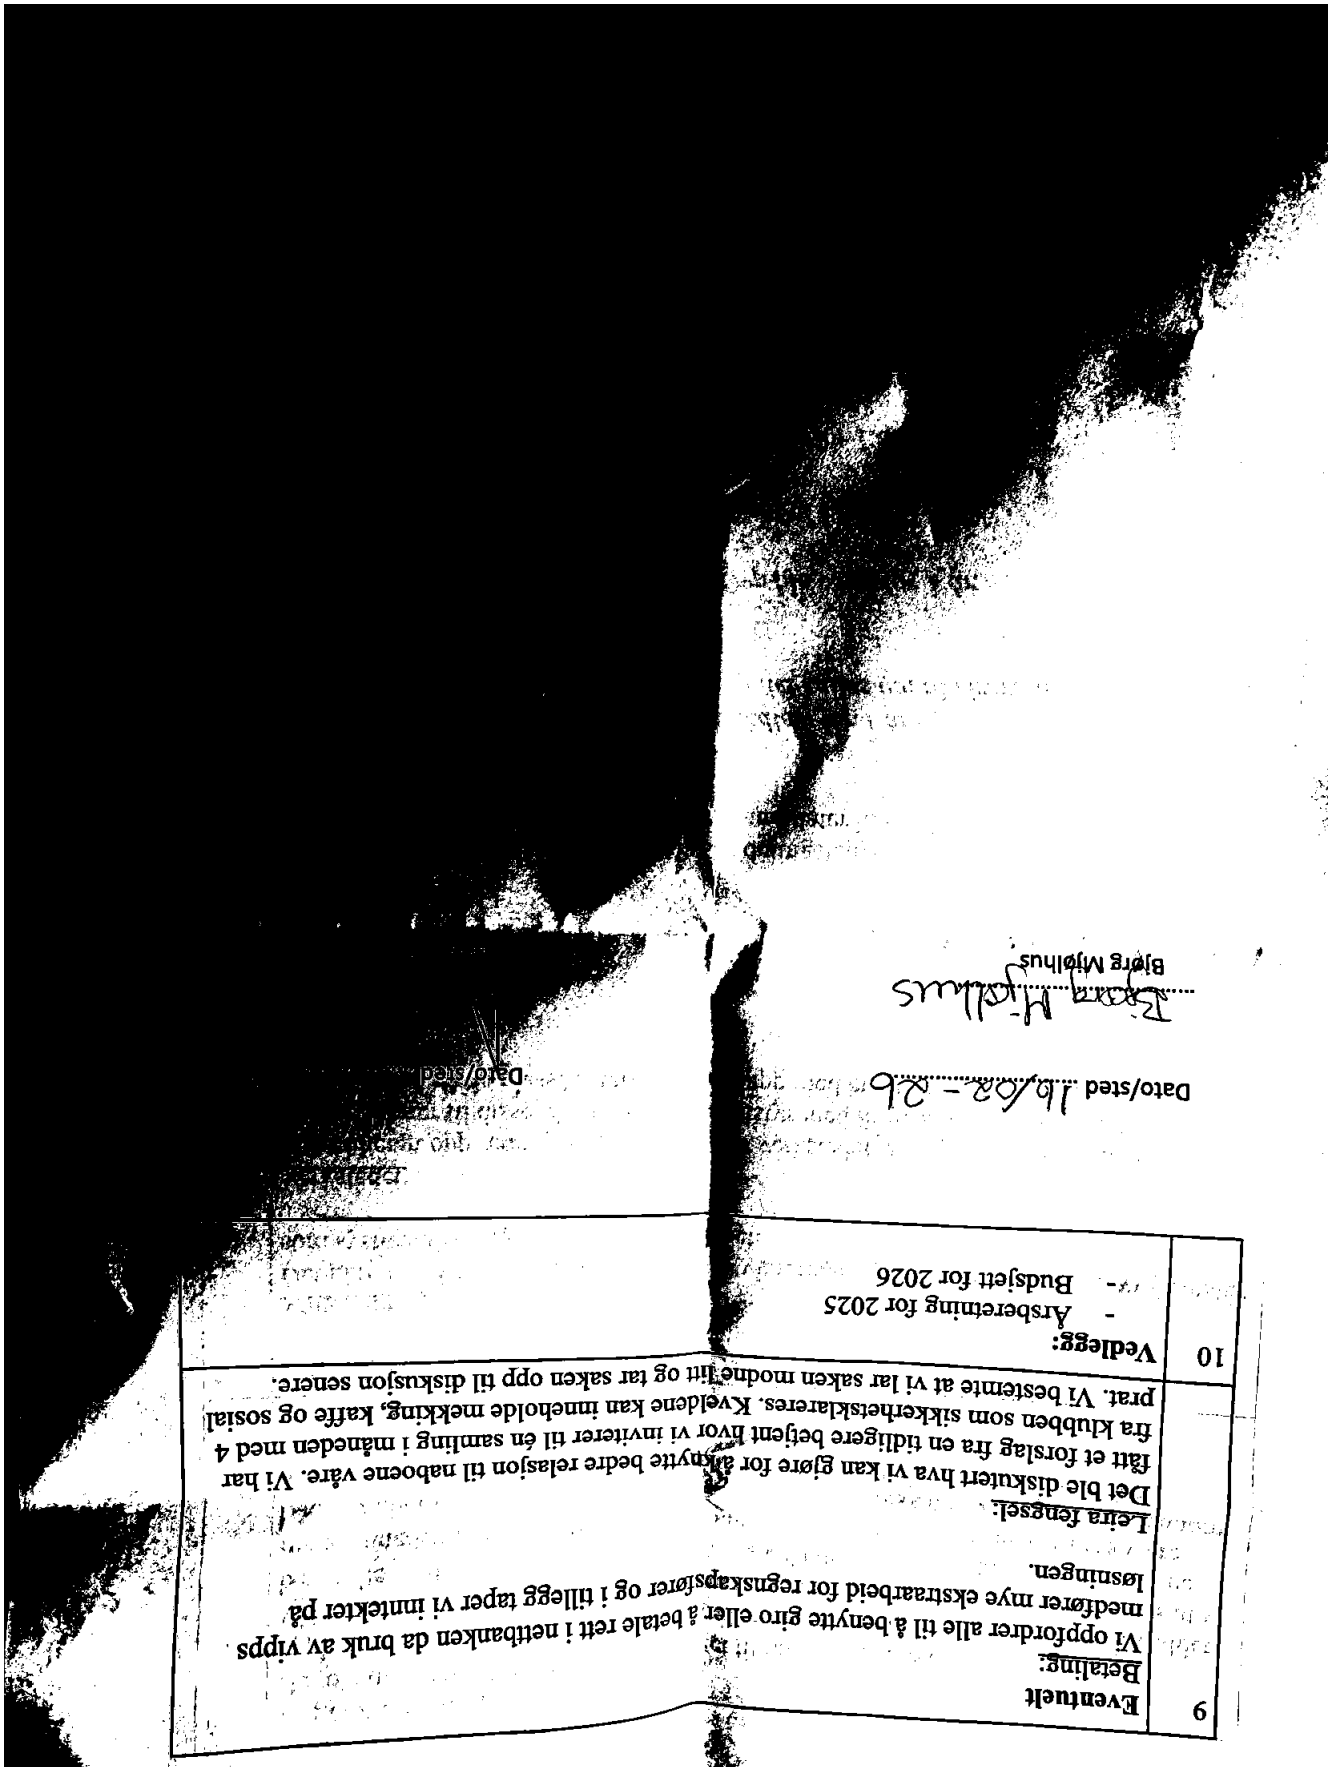 9
Eventuelt
Betaling:
Vi oppfordrer alle til å benytte giro eller å betale rett i nettbanken da bruk av vipps
medfører mye ekstraarbeid for regnskapsfører og i tillegg taper vi inntekter på
løsningen.
Leira fengsel:
Det ble diskutert hva vi kan gjøre for å knytte bedre relasjon til naboene våre. Vi har
fått et forslag fra en tidligere betjent hvor vi inviterer til én samling i måneden med 4
fra klubben som sikkerhetsklareres. Kveldene kan inneholde mekking, kaffe og sosial
prat. Vi bestemte at vi lar saken modne litt og tar saken opp til diskusjon senere.
10
Vedlegg:
- Årsberetning for 2025
- Budsjett for 2026
Dato/sted 16/02-26
Dato/sted
Bjørg Mjølhus
Bjørg Mjølhus